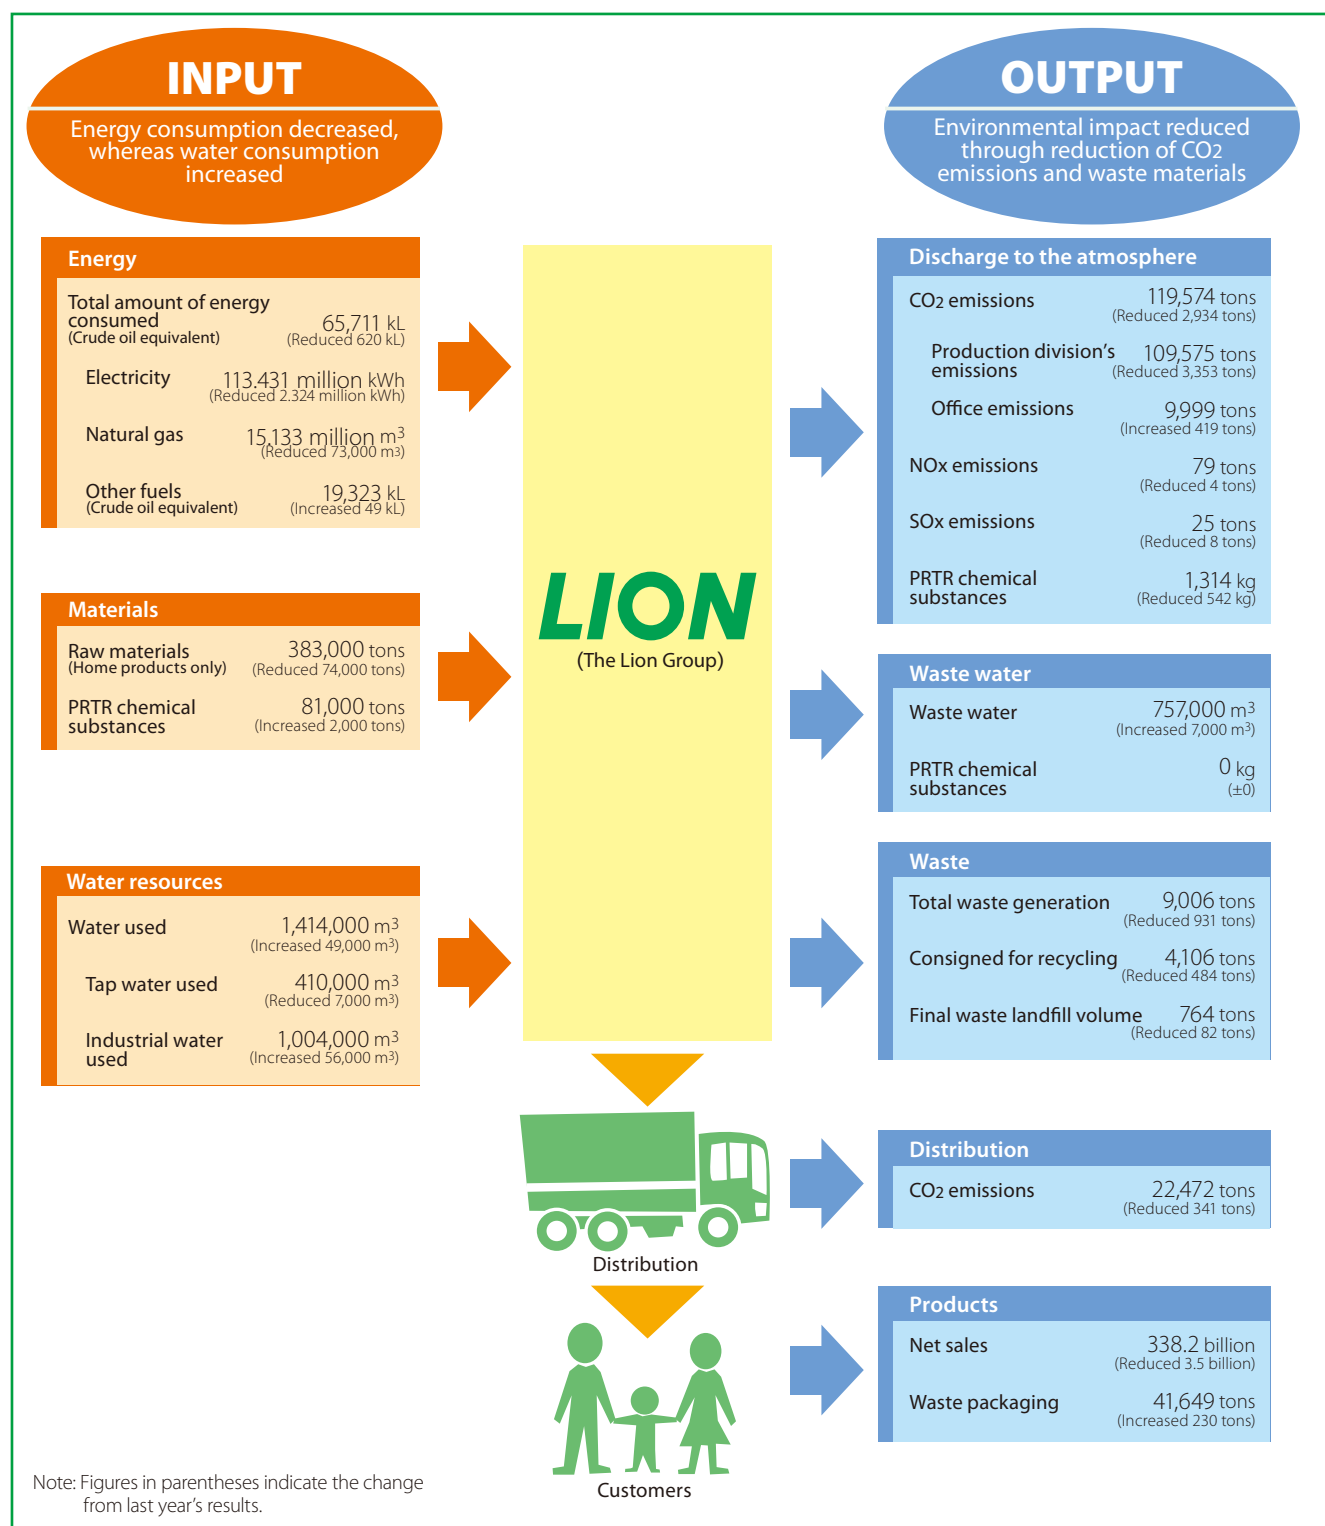 INPUT
Energy consumption decreased,
whereas water consumption
increased
Energy
Total amount of energy
consumed
(Crude oil equivalent)
65,711 kL
(Reduced 620 kL)
Electricity
113.431 million kWh
(Reduced 2.324 million kWh)
Natural gas
15.133 million m3
(Reduced 73,000 m3)
Other fuels
(Crude oil equivalent)
19,323 kL
(Increased 49 kL)
Materials
Raw materials
(Home products only)
383,000 tons
(Reduced 74,000 tons)
PRTR chemical
substances
81,000 tons
(Increased 2,000 tons)
Water resources
Water used
1,414,000 m3
(Increased 49,000 m3)
Tap water used
410,000 m3
(Reduced 7,000 m3)
Industrial water
used
1,004,000 m3
(Increased 56,000 m3)
LION
(The Lion Group)
Distribution
Customers
OUTPUT
Environmental impact reduced
through reduction of CO2
emissions and waste materials
Discharge to the atmosphere
CO2 emissions
119,574 tons
(Reduced 2,934 tons)
Production division's
emissions
109,575 tons
(Reduced 3,353 tons)
Office emissions
9,999 tons
(Increased 419 tons)
NOx emissions
79 tons
(Reduced 4 tons)
SOx emissions
25 tons
(Reduced 8 tons)
PRTR chemical
substances
1,314 kg
(Reduced 542 kg)
Waste water
Waste water
757,000 m3
(Increased 7,000 m3)
PRTR chemical
substances
0 kg
(±0)
Waste
Total waste generation
9,006 tons
(Reduced 931 tons)
Consigned for recycling
4,106 tons
(Reduced 484 tons)
Final waste landfill volume
764 tons
(Reduced 82 tons)
Distribution
CO2 emissions
22,472 tons
(Reduced 341 tons)
Products
Net sales
338.2 billion
(Reduced 3.5 billion)
Waste packaging
41,649 tons
(Increased 230 tons)
Note: Figures in parentheses indicate the change
from last year's results.